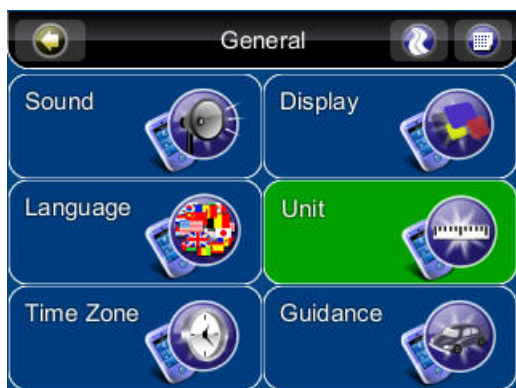 General
Sound
Display
Language
Unit
Time Zone
Guidance